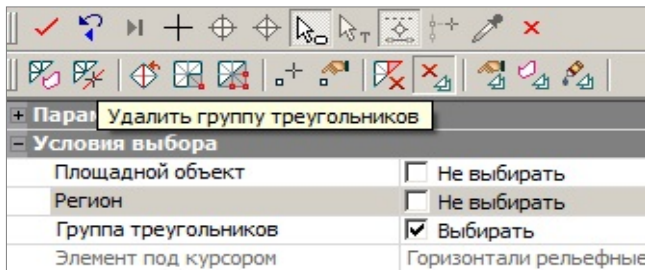 Парам
Удалить группу треугольников
Условия выбора
Площадной объект Не выбирать
Регион Не выбирать
Группа треугольников Выбирать
Элемент под курсором Горизонтали рельефные